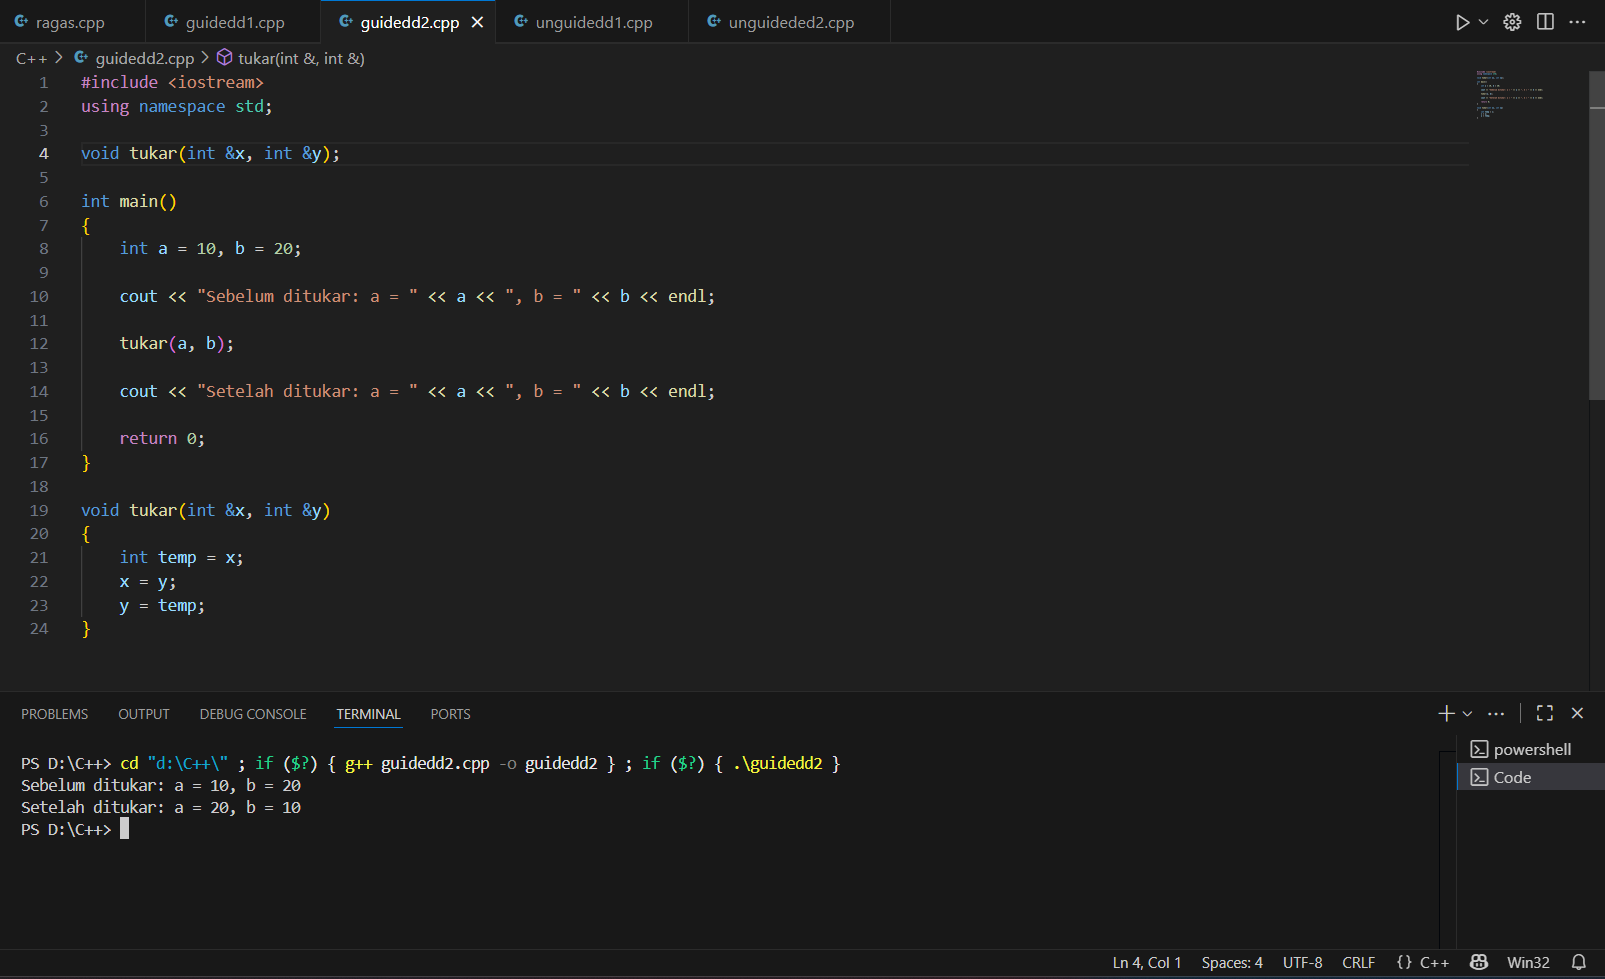 ragas.cpp guidedd1.cpp guidedd2.cpp unguidedd1.cpp unguideded2.cpp
C++ > guidedd2.cpp > tukar(int &, int &)
1 #include <iostream>
2 using namespace std;
3
4 void tukar(int &x, int &y);
5
6 int main()
7 {
8     int a = 10, b = 20;
9
10     cout << "Sebelum ditukar: a = " << a << ", b = " << b << endl;
11
12     tukar(a, b);
13
14     cout << "Setelah ditukar: a = " << a << ", b = " << b << endl;
15
16     return 0;
17 }
18
19 void tukar(int &x, int &y)
20 {
21     int temp = x;
22     x = y;
23     y = temp;
24 }
PROBLEMS OUTPUT DEBUG CONSOLE TERMINAL PORTS
PS D:\C++> cd "d:\C++\" ; if ($?) { g++ guidedd2.cpp -o guidedd2 } ; if ($?) { .\guidedd2 }
Sebelum ditukar: a = 10, b = 20
Setelah ditukar: a = 20, b = 10
PS D:\C++>
powershell
Code
Ln 4, Col 1 Spaces: 4 UTF-8 CRLF {} C++ Win32